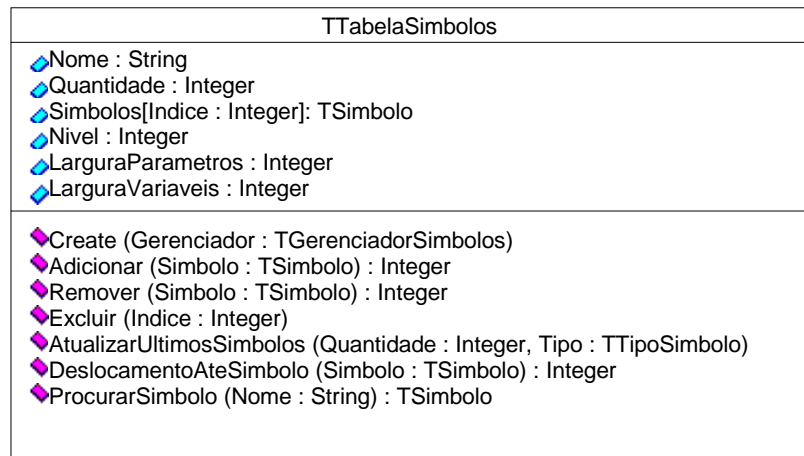 TTabelaSimbolos
Nome : String
Quantidade : Integer
Simbolos[Indice : Integer]: TSimbolo
Nivel : Integer
LarguraParametros : Integer
LarguraVariaveis : Integer
Create (Gerenciador : TGerenciadorSimbolos)
Adicionar (Simbolo : TSimbolo) : Integer
Remover (Simbolo : TSimbolo) : Integer
Excluir (Indice : Integer)
AtualizarUltimosSimbolos (Quantidade : Integer, Tipo : TTipoSimbolo)
DeslocamentoAteSimbolo (Simbolo : TSimbolo) : Integer
ProcurarSimbolo (Nome : String) : TSimbolo